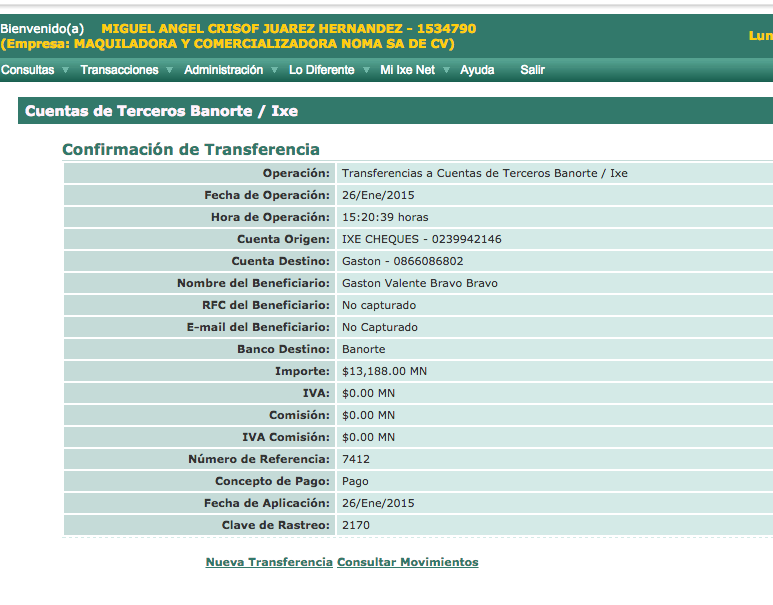 Bienvenido(a) MIGUEL ANGEL CRISOF JUAREZ HERNANDEZ - 1534790
(Empresa: MAQUILADORA Y COMERCIALIZADORA NOMA SA DE CV)
Lun
Consultas Transacciones Administración Lo Diferente Mi Ixe Net Ayuda Salir
Cuentas de Terceros Banorte / Ixe
Confirmación de Transferencia
Operación: Transferencias a Cuentas de Terceros Banorte / Ixe
Fecha de Operación: 26/Ene/2015
Hora de Operación: 15:20:39 horas
Cuenta Origen: IXE CHEQUES - 0239942146
Cuenta Destino: Gaston - 0866086802
Nombre del Beneficiario: Gaston Valente Bravo Bravo
RFC del Beneficiario: No capturado
E-mail del Beneficiario: No Capturado
Banco Destino: Banorte
Importe: $13,188.00 MN
IVA: $0.00 MN
Comisión: $0.00 MN
IVA Comisión: $0.00 MN
Número de Referencia: 7412
Concepto de Pago: Pago
Fecha de Aplicación: 26/Ene/2015
Clave de Rastreo: 2170
Nueva Transferencia Consultar Movimientos